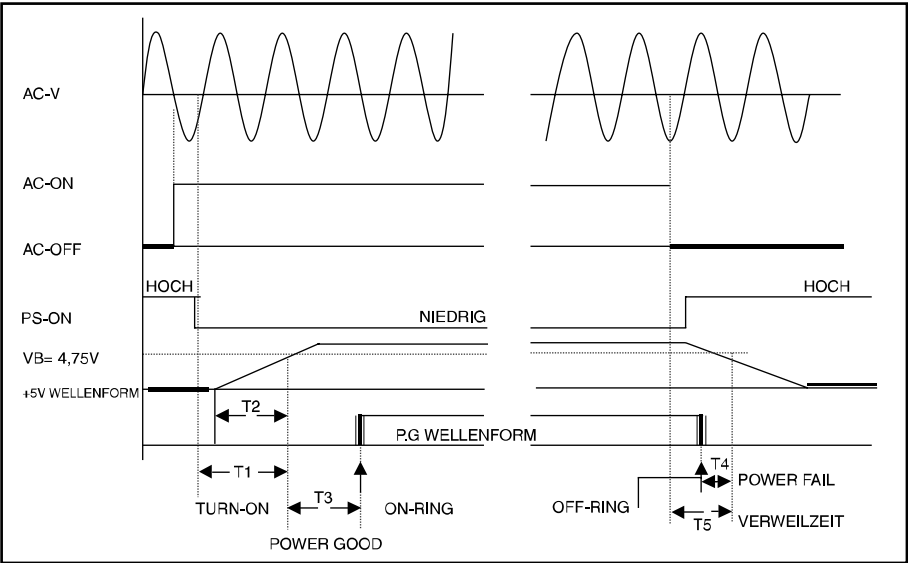 AC-V
AC-ON
AC-OFF
HOCH
HOCH
PS-ON
NIEDRIG
VB= 4,75V
+5V WELLENFORM
T2
P.G WELLENFORM
T1
T3
T4
POWER FAIL
TURN-ON
ON-RING
OFF-RING
T5
VERWEILZEIT
POWER GOOD